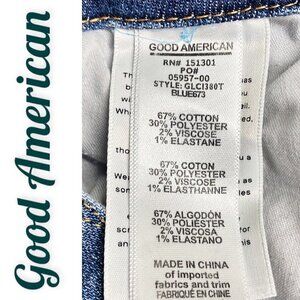 Good American
GOOD AMERICAN
RN# 151301
PO#
05957-00
STYLE: GLCI380T
BLUE673
67% COTTON
30% POLYESTER
2% VISCOSE
1% ELASTANE
67% COTON
30% POLYESTER
2% VISCOSE
1% ELASTHANNE
67% ALGODÓN
30% POLIÉSTER
2% VISCOSA
1% ELASTANO
MADE IN CHINA
of imported
fabrics and trim
FABRIQUÉ EN CHINE